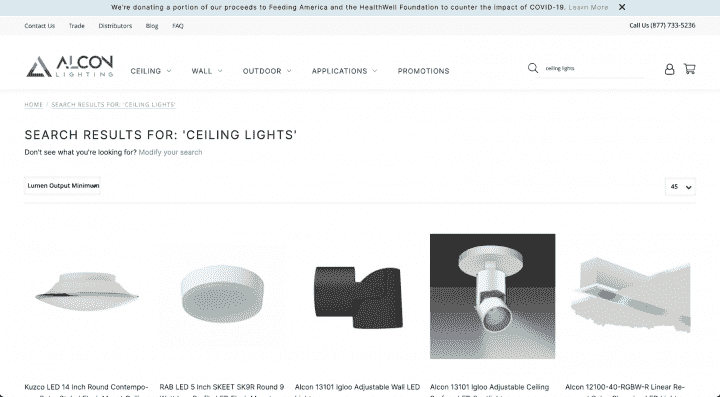 We're donating a portion of our proceeds to Feeding America and the HealthWell Foundation to counter the impact of COVID-19. Learn More
Contact Us Trade Distributors Blog FAQ Call Us (877) 733-5236
ALCON
LIGHTING
CEILING WALL OUTDOOR APPLICATIONS PROMOTIONS ceiling lights
HOME / SEARCH RESULTS FOR: 'CEILING LIGHTS'
SEARCH RESULTS FOR: 'CEILING LIGHTS'
Don't see what you're looking for? Modify your search
Lumen Output Minimum 45
Kuzco LED 14 Inch Round Contempo- RAB LED 5 Inch SKEET SK9R Round 9 Alcon 13101 Igloo Adjustable Wall LED Alcon 13101 Igloo Adjustable Ceiling Alcon 12100-40-RGBW-R Linear Re-